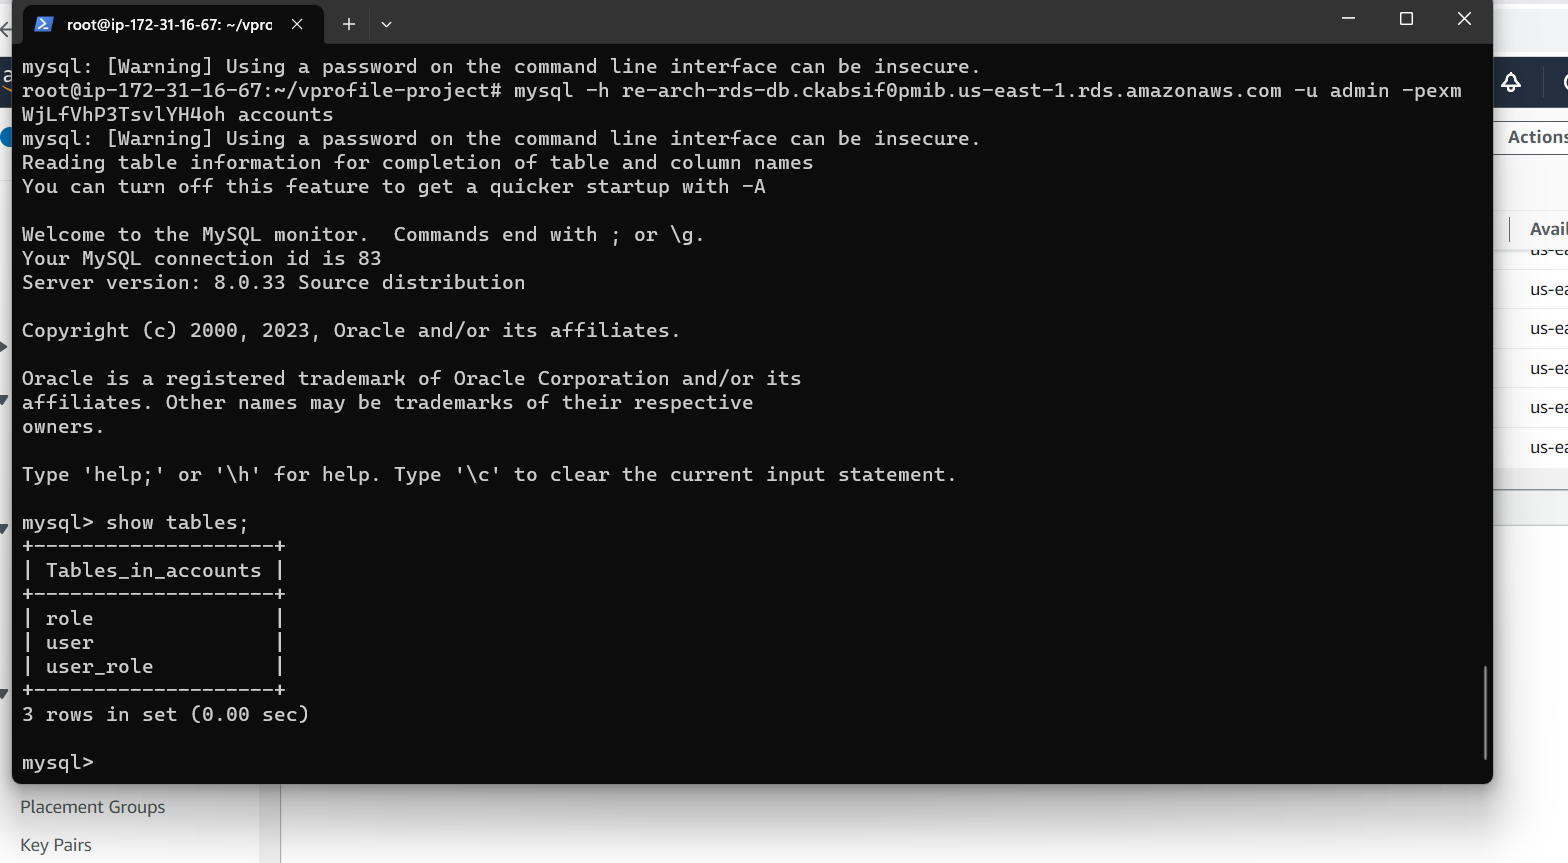 root@ip-172-31-16-67: ~/vprc
mysql: [Warning] Using a password on the command line interface can be insecure.
root@ip-172-31-16-67:~/vprofile-project# mysql -h re-arch-rds-db.ckabsif0pmib.us-east-1.rds.amazonaws.com -u admin -pexm
WjLfVhP3TsvlYH4oh accounts
mysql: [Warning] Using a password on the command line interface can be insecure.
Reading table information for completion of table and column names
You can turn off this feature to get a quicker startup with -A
Welcome to the MySQL monitor.  Commands end with ; or \g.
Your MySQL connection id is 83
Server version: 8.0.33 Source distribution
Copyright (c) 2000, 2023, Oracle and/or its affiliates.
Oracle is a registered trademark of Oracle Corporation and/or its
affiliates. Other names may be trademarks of their respective
owners.
Type 'help;' or '\h' for help. Type '\c' to clear the current input statement.
mysql> show tables;
+--------------------+
| Tables_in_accounts |
+--------------------+
| role               |
| user               |
| user_role          |
+--------------------+
3 rows in set (0.00 sec)
mysql>
Actions
Avail
us-ea
us-ea
us-ea
us-ea
us-ea
Placement Groups
Key Pairs